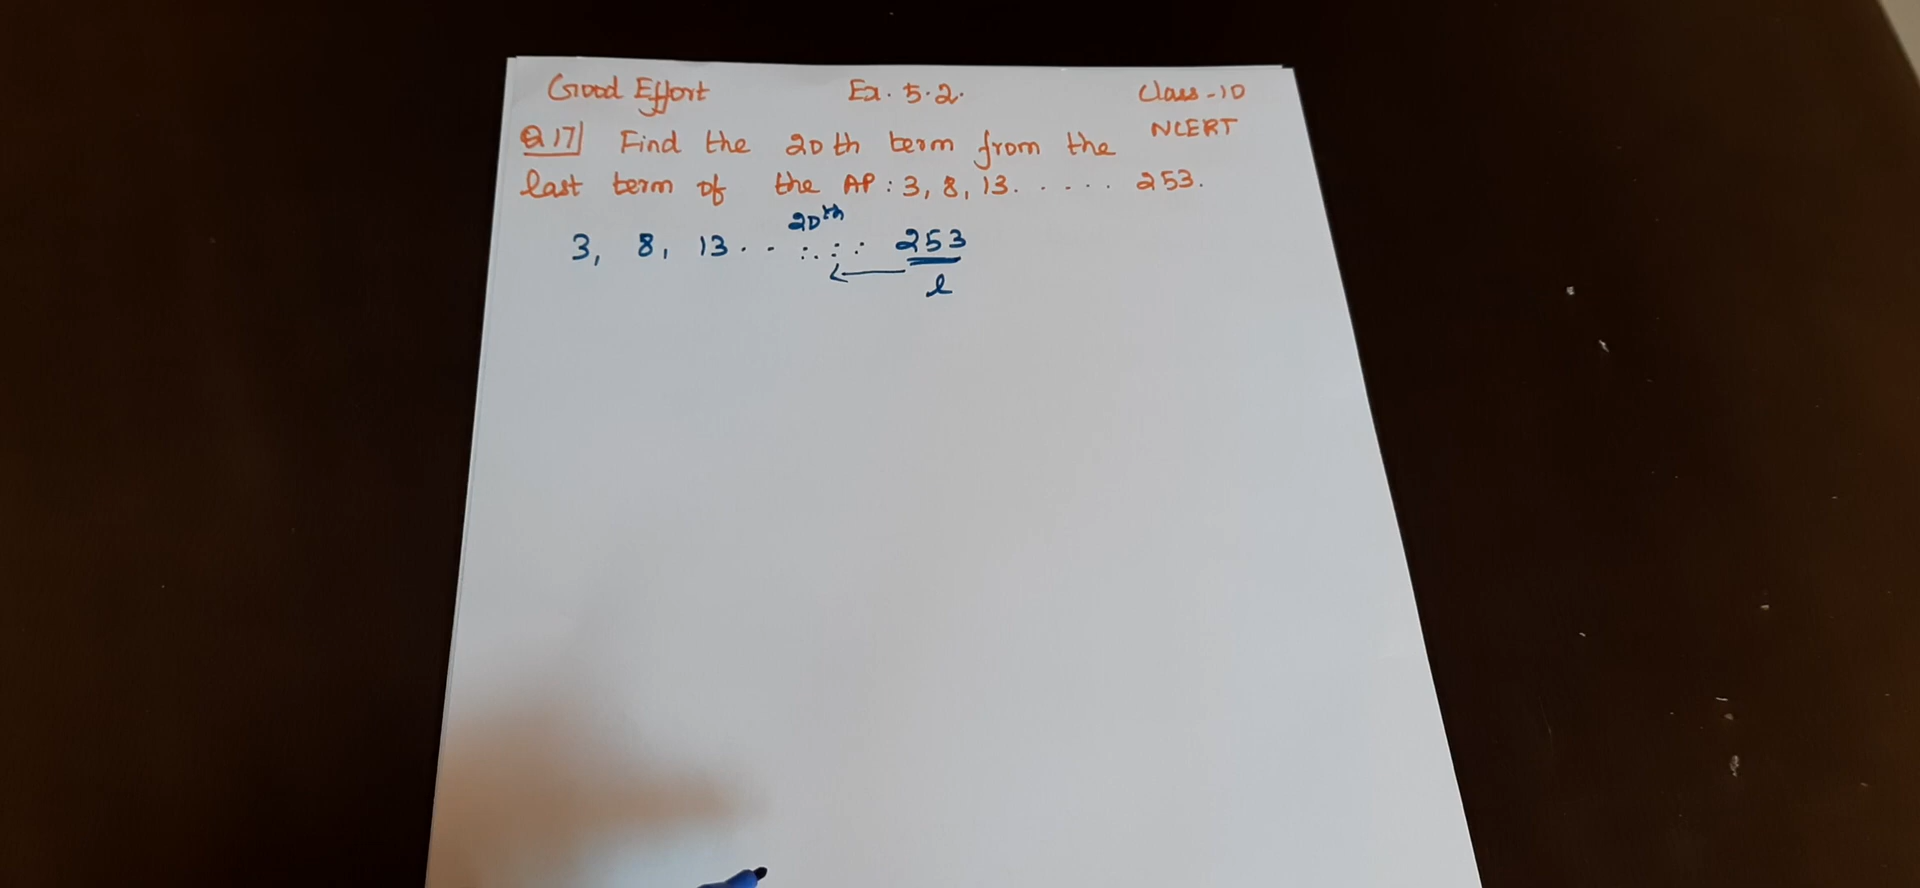 Good Effort Ex. 5.2. Class-10
NCERT
Q17] Find the 20th term from the
last term of the AP: 3, 8, 13. . . . . . 253.
20th
3, 8, 13 . . . . . . . . 253
l